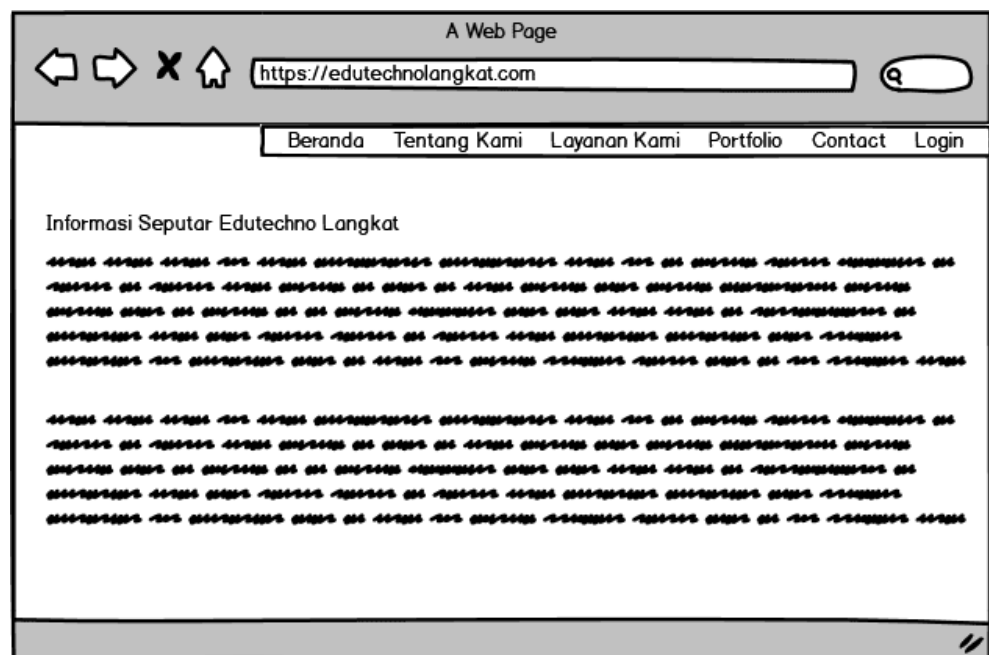 A Web Page
https://edutechnolangkat.com
Beranda Tentang Kami Layanan Kami Portfolio Contact Login
Informasi Seputar Edutechno Langkat